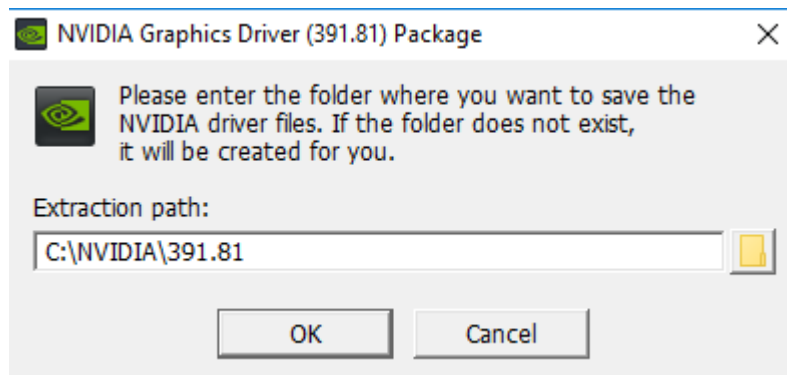 NVIDIA Graphics Driver (391.81) Package
Please enter the folder where you want to save the
NVIDIA driver files. If the folder does not exist,
it will be created for you.
Extraction path:
C:\NVIDIA\391.81
OK Cancel